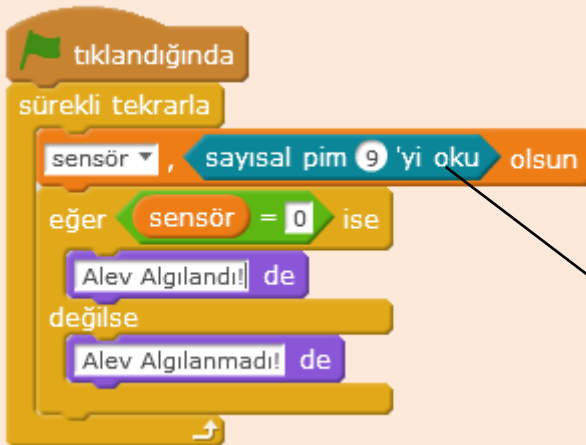 tıklandığında
sürekli tekrarla
sensör , sayısal pim 9 'yi oku olsun
eğer sensör = 0 ise
Alev Algılandı! de
değilse
Alev Algılanmadı! de